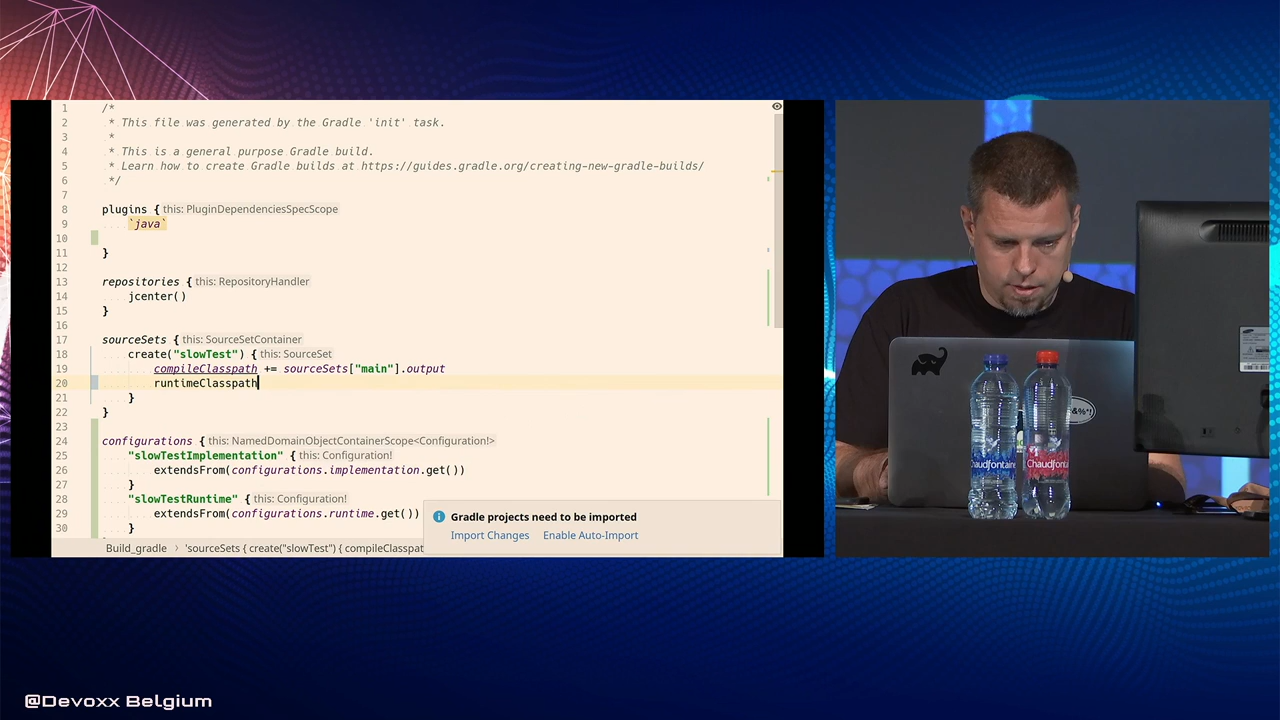 1 /*
2 * This file was generated by the Gradle 'init' task.
3 *
4 * This is a general purpose Gradle build.
5 * Learn how to create Gradle builds at https://guides.gradle.org/creating-new-gradle-builds/
6 */
7
8 plugins { this: PluginDependenciesSpecScope
9 `java`
10
11 }
12
13 repositories { this: RepositoryHandler
14 jcenter()
15 }
16
17 sourceSets { this: SourceSetContainer
18 create("slowTest") { this: SourceSet
19 compileClasspath += sourceSets["main"].output
20 runtimeClasspath
21 }
22 }
23
24 configurations { this: NamedDomainObjectContainerScope<Configuration!>
25 "slowTestImplementation" { this: Configuration!
26 extendsFrom(configurations.implementation.get())
27 }
28 "slowTestRuntime" { this: Configuration!
29 extendsFrom(configurations.runtime.get())
30 }
Gradle projects need to be imported
Import Changes Enable Auto-Import
Build_gradle › 'sourceSets { create("slowTest") { compileClasspat
&%*!
Chaudfontaine
Chaudfontai
@Devoxx Belgium